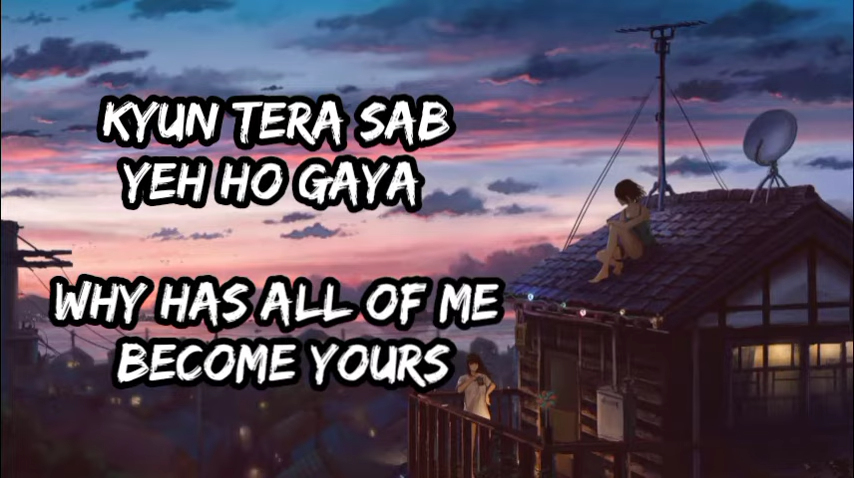 KYUN TERA SAB
YEH HO GAYA
WHY HAS ALL OF ME
BECOME YOURS